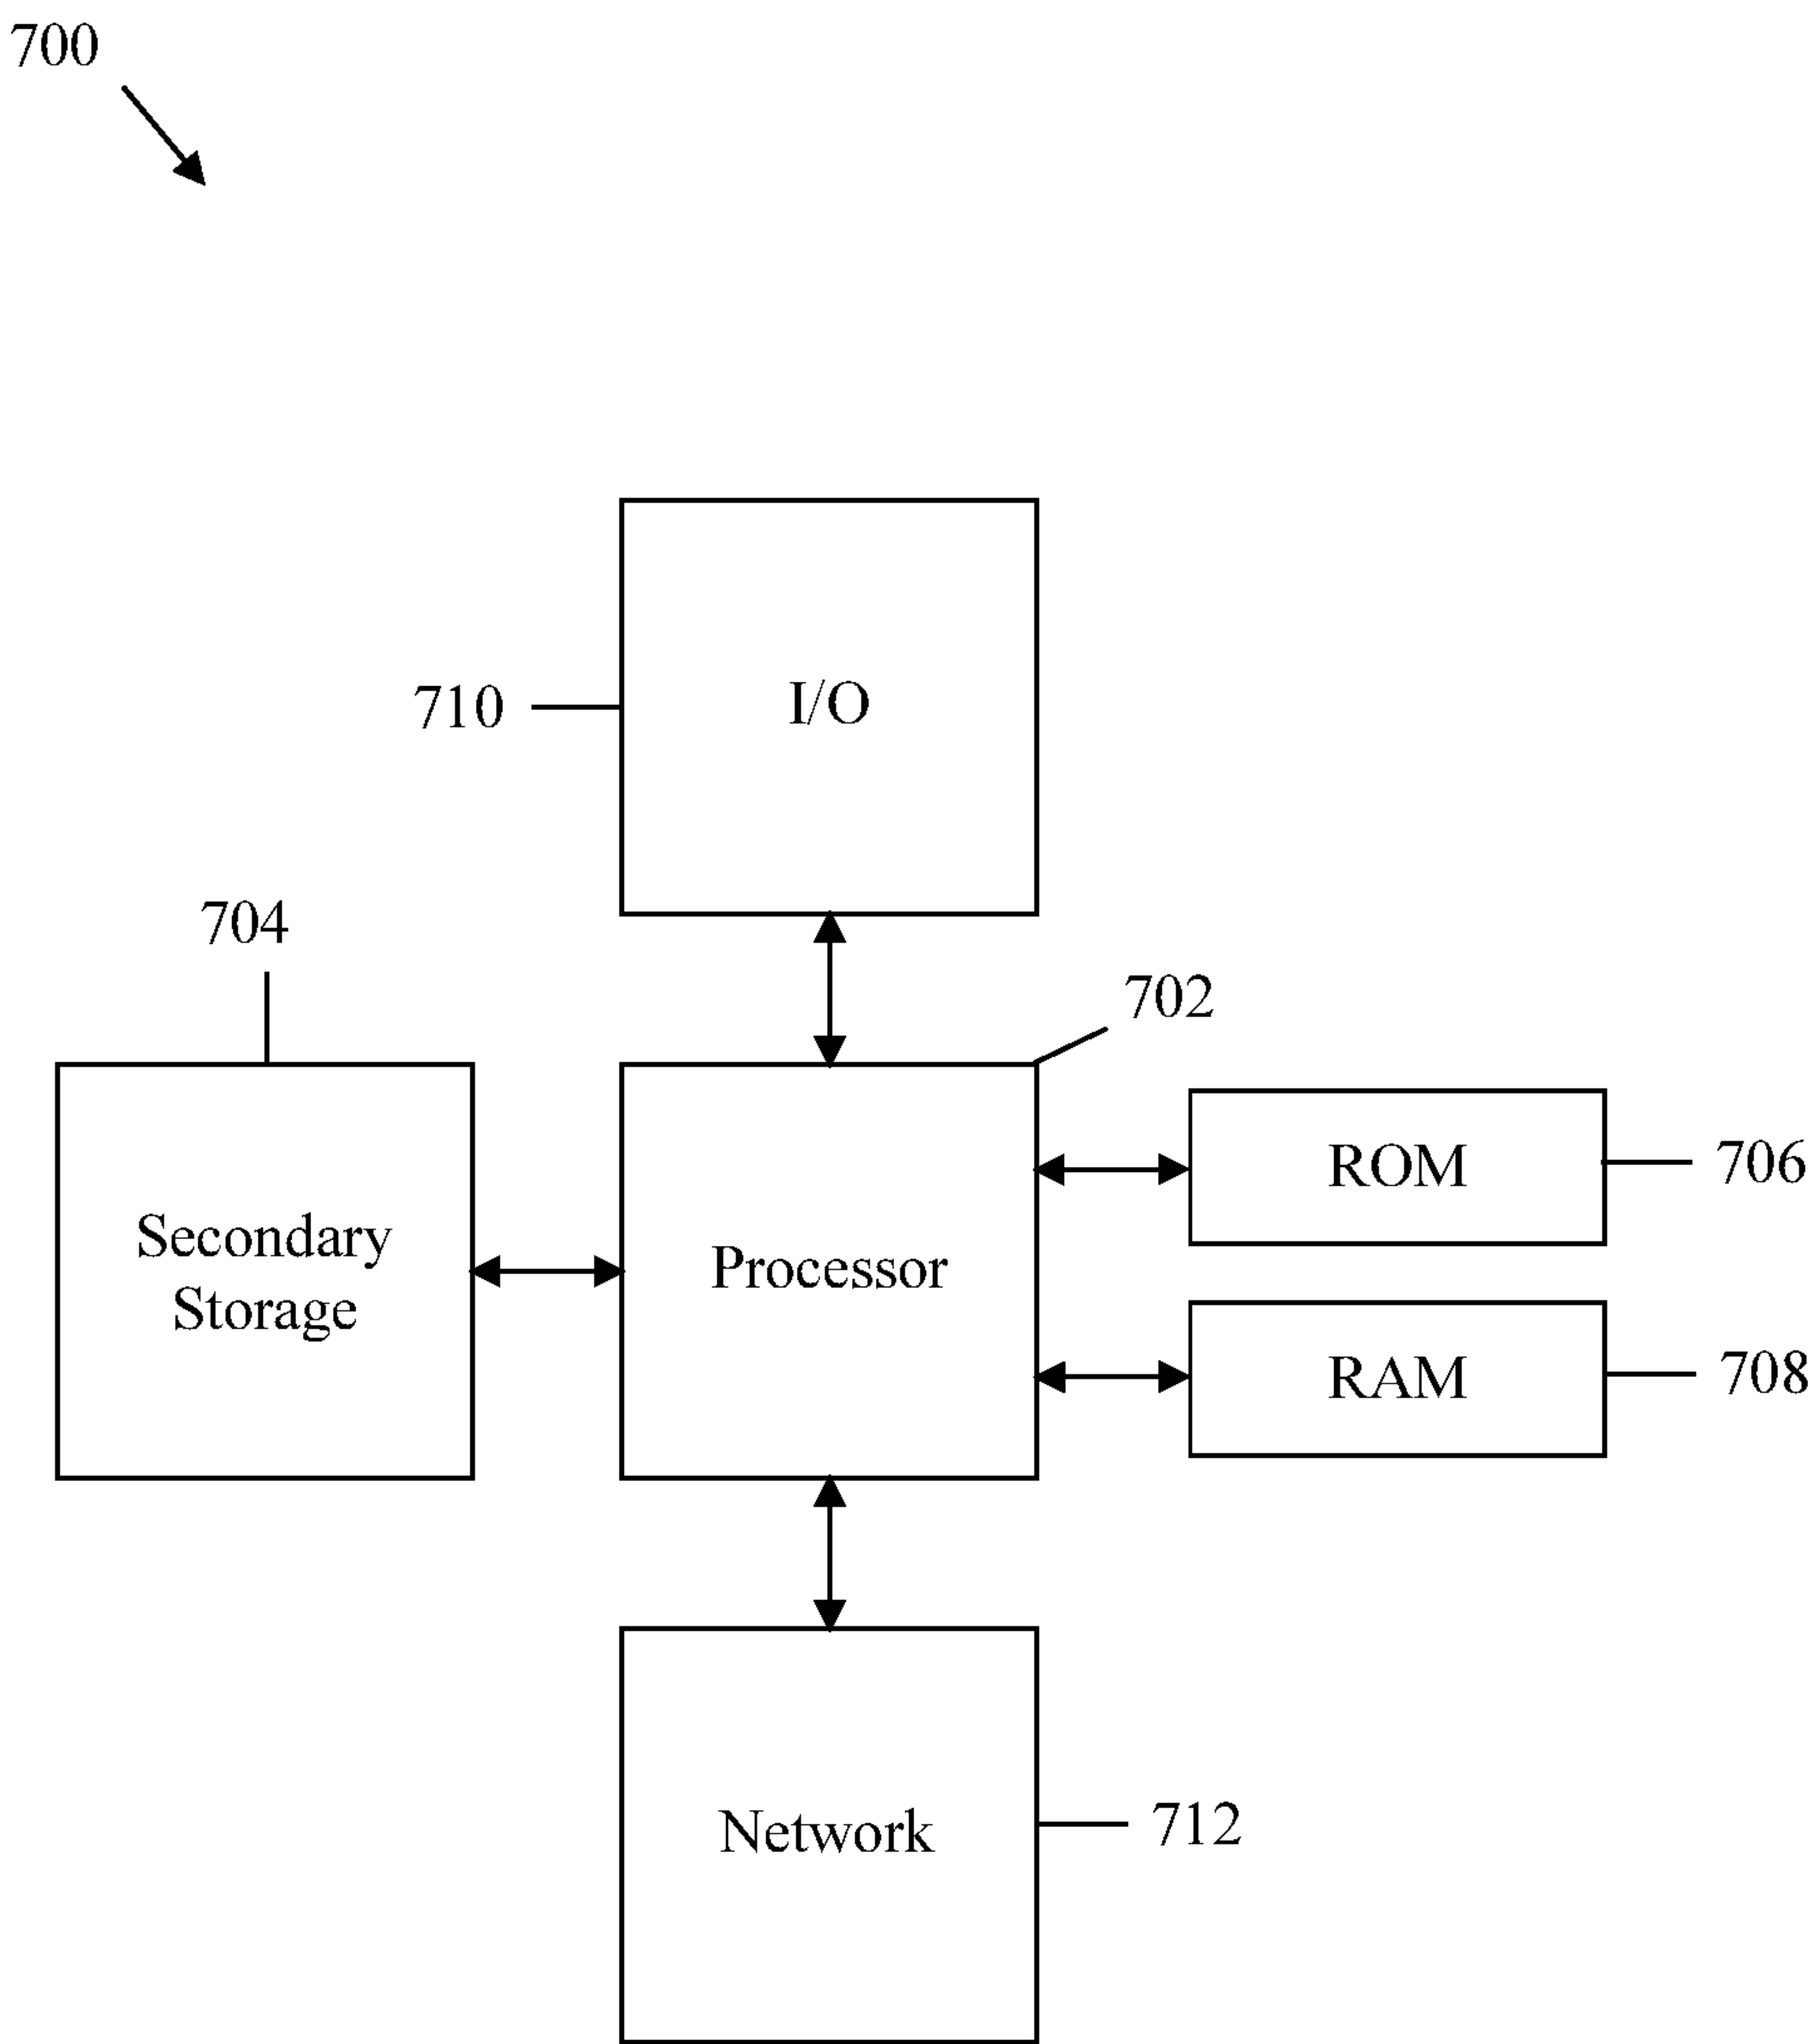 700
I/O
710
704
702
Secondary
Storage
Processor
ROM
706
RAM
708
Network
712